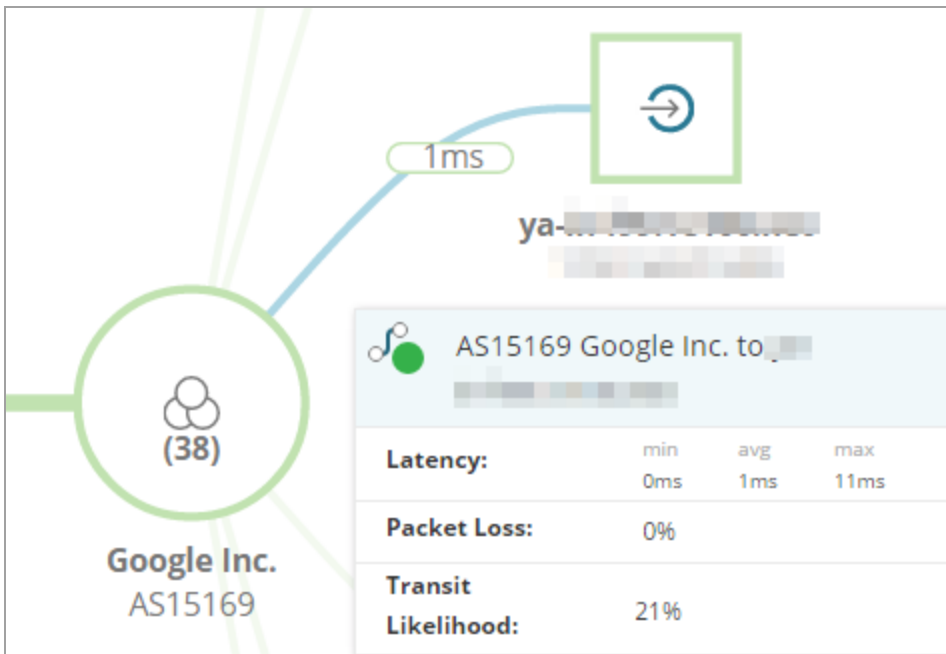 1ms
ya-
(38)
Google Inc.
AS15169
AS15169 Google Inc. to
Latency:
min avg max
0ms 1ms 11ms
Packet Loss:
0%
Transit
Likelihood:
21%